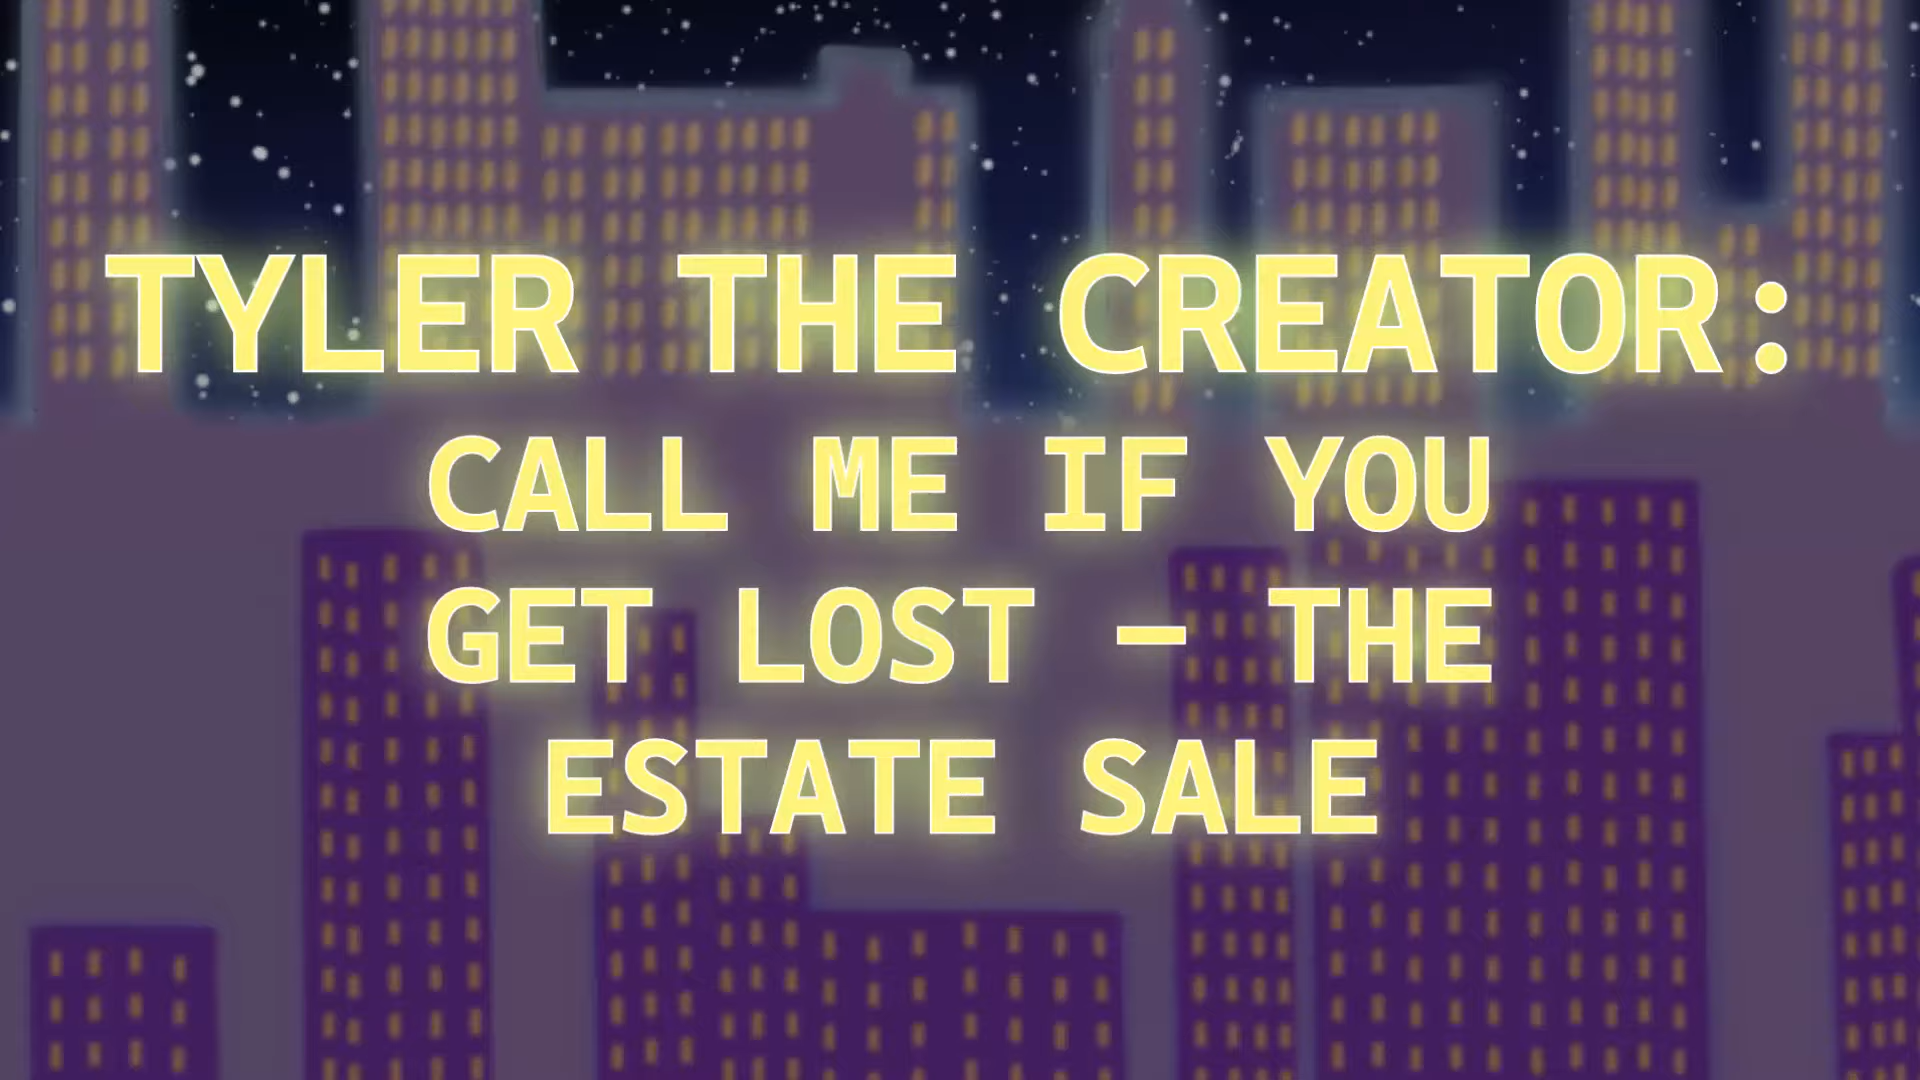 TYLER THE CREATOR:
CALL ME IF YOU
GET LOST – THE
ESTATE SALE